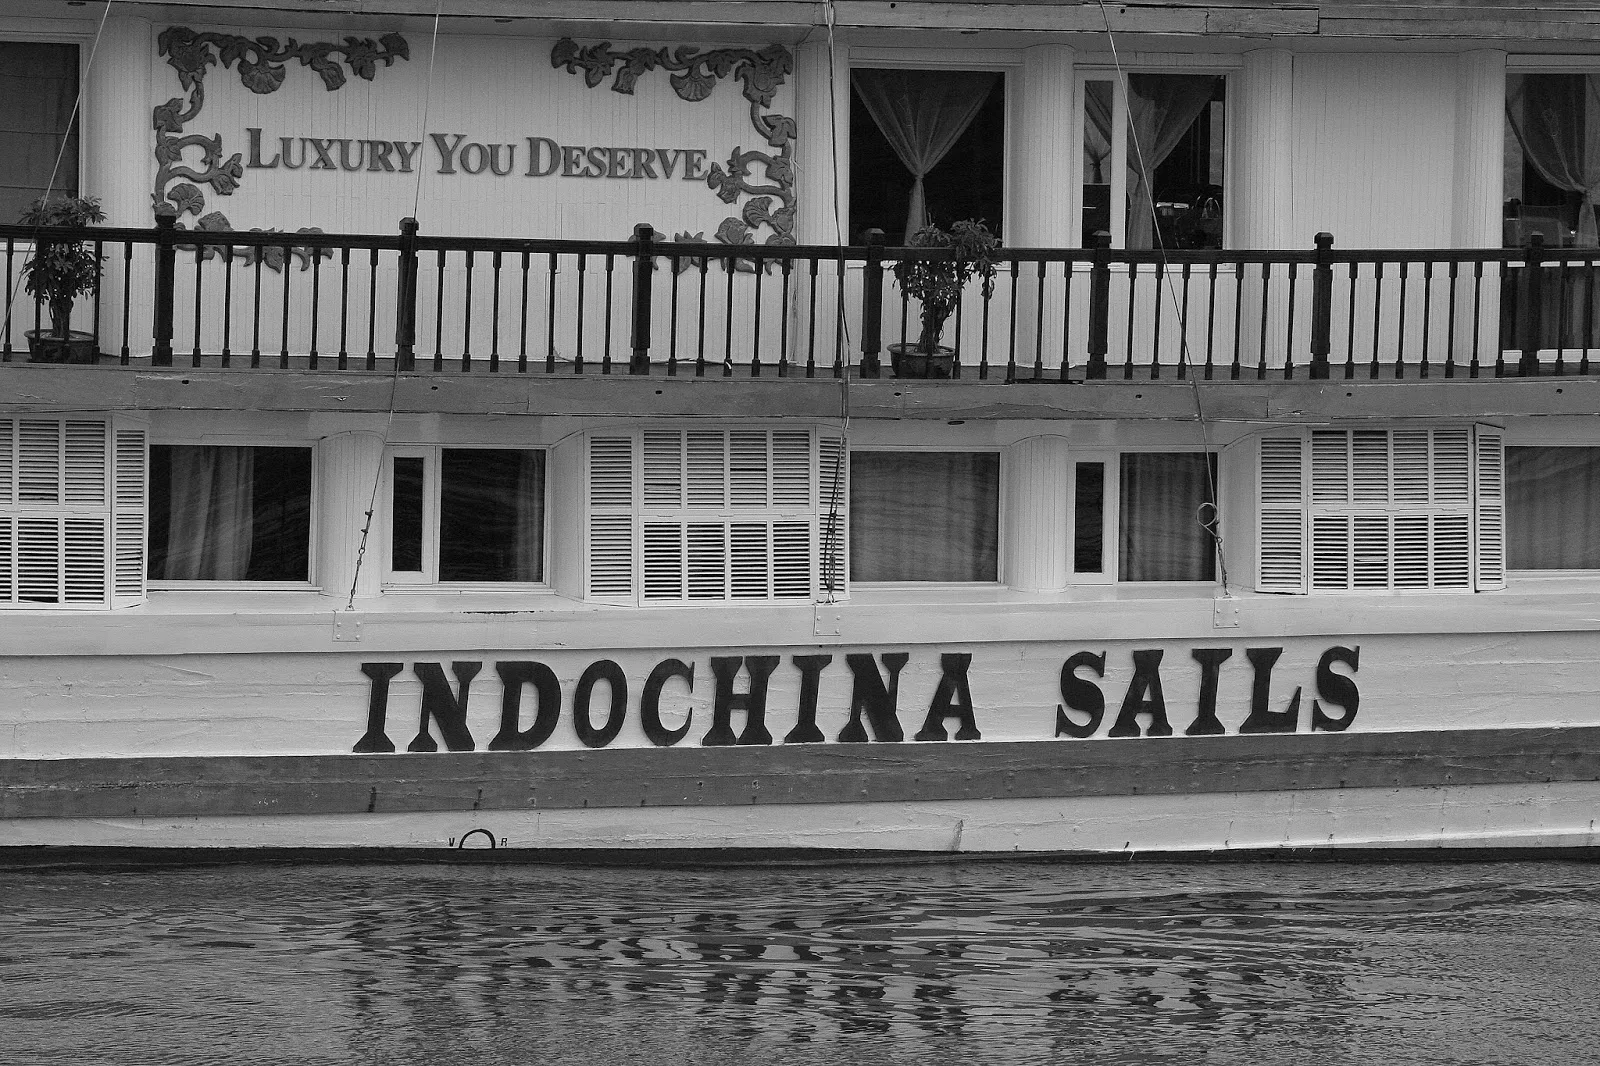 LUXURY YOU DESERVE
INDOCHINA SAILS
V R